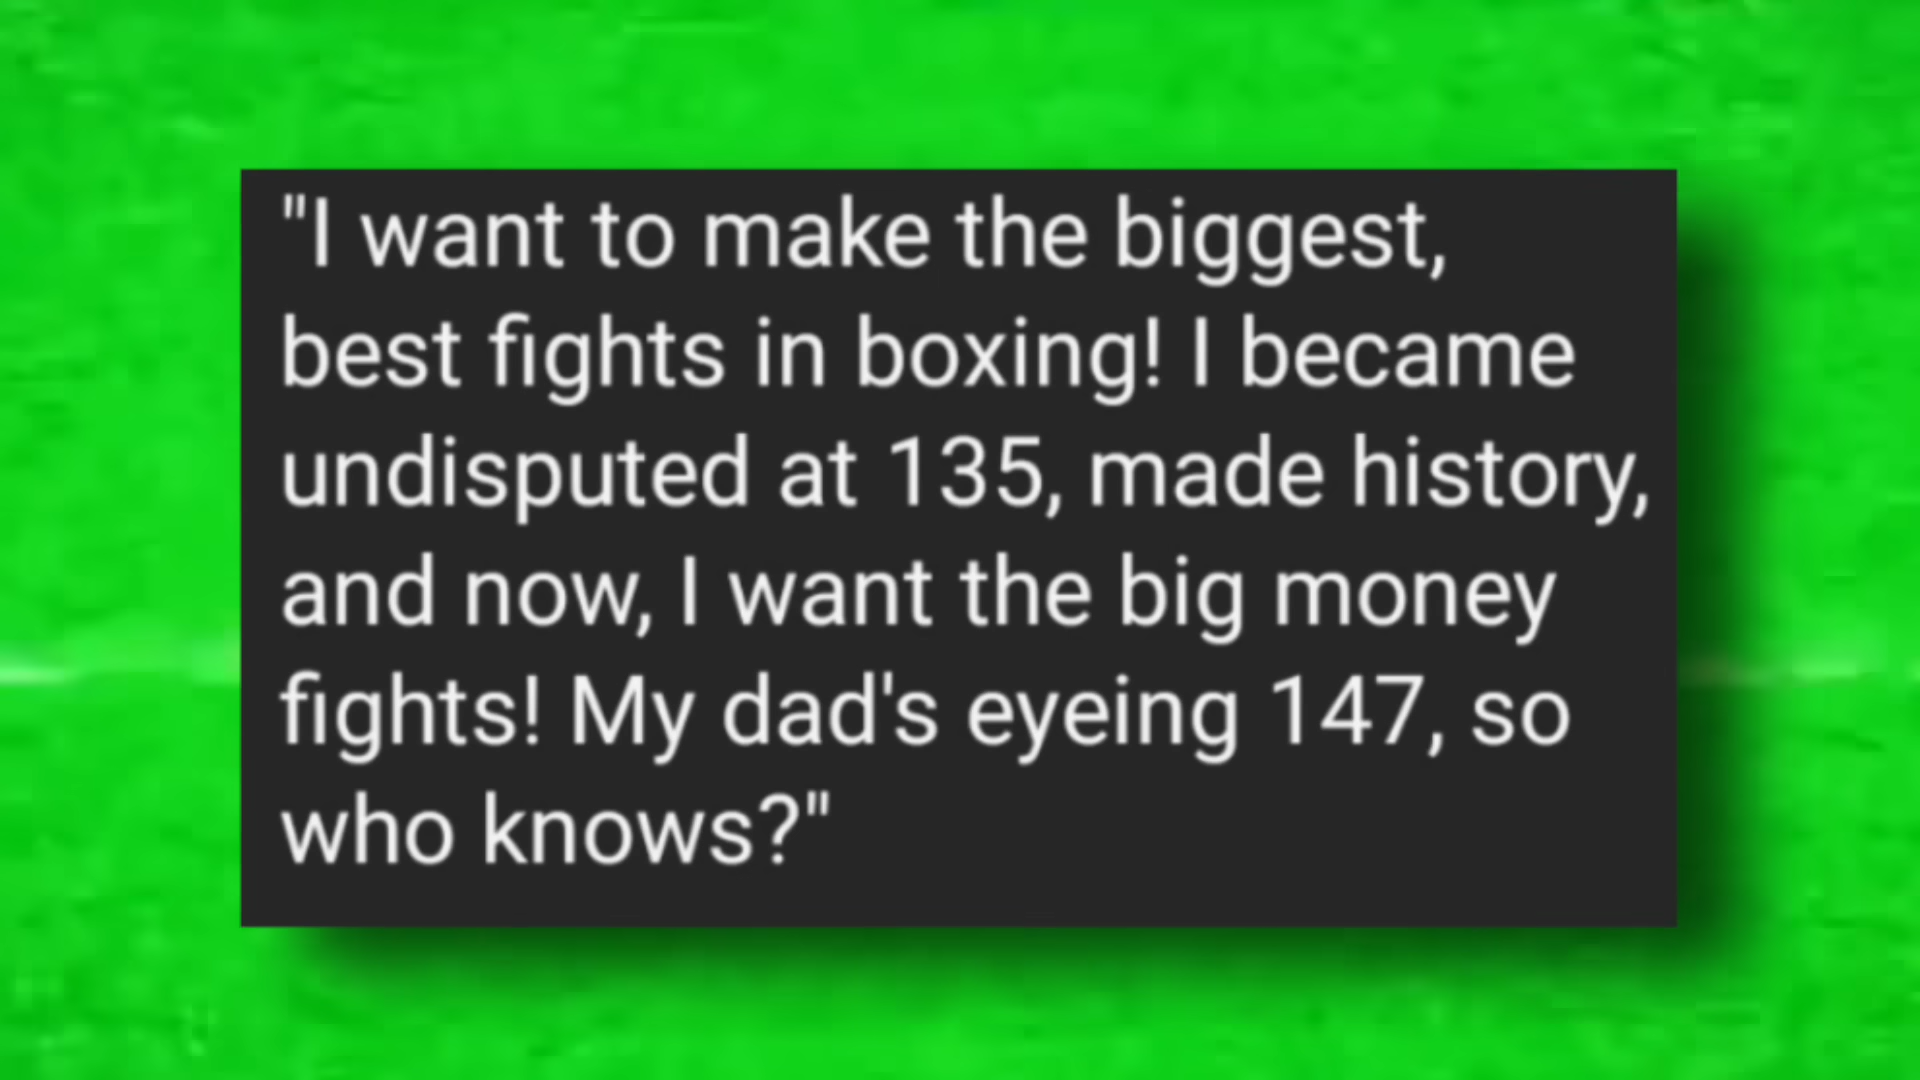 "I want to make the biggest,
best fights in boxing! I became
undisputed at 135, made history,
and now, I want the big money
fights! My dad's eyeing 147, so
who knows?"